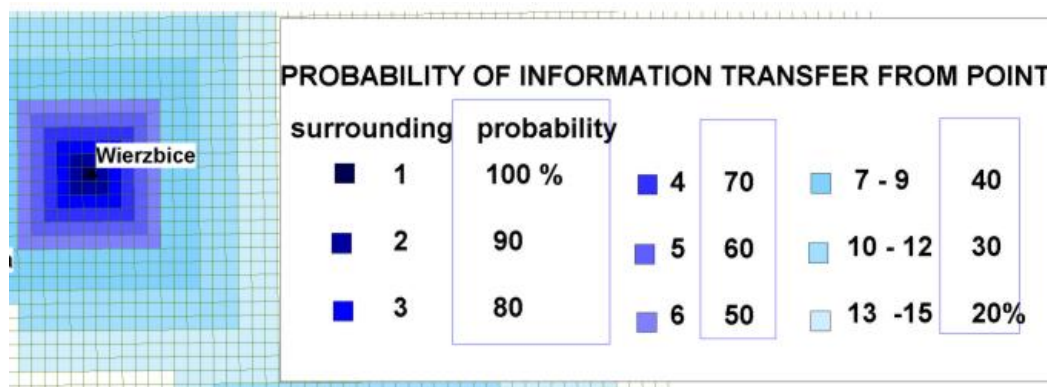 PROBABILITY OF INFORMATION TRANSFER FROM POINT
surrounding probability
Wierzbice
1 100 % 4 70 7 - 9 40
2 90 5 60 10 - 12 30
3 80 6 50 13 -15 20%